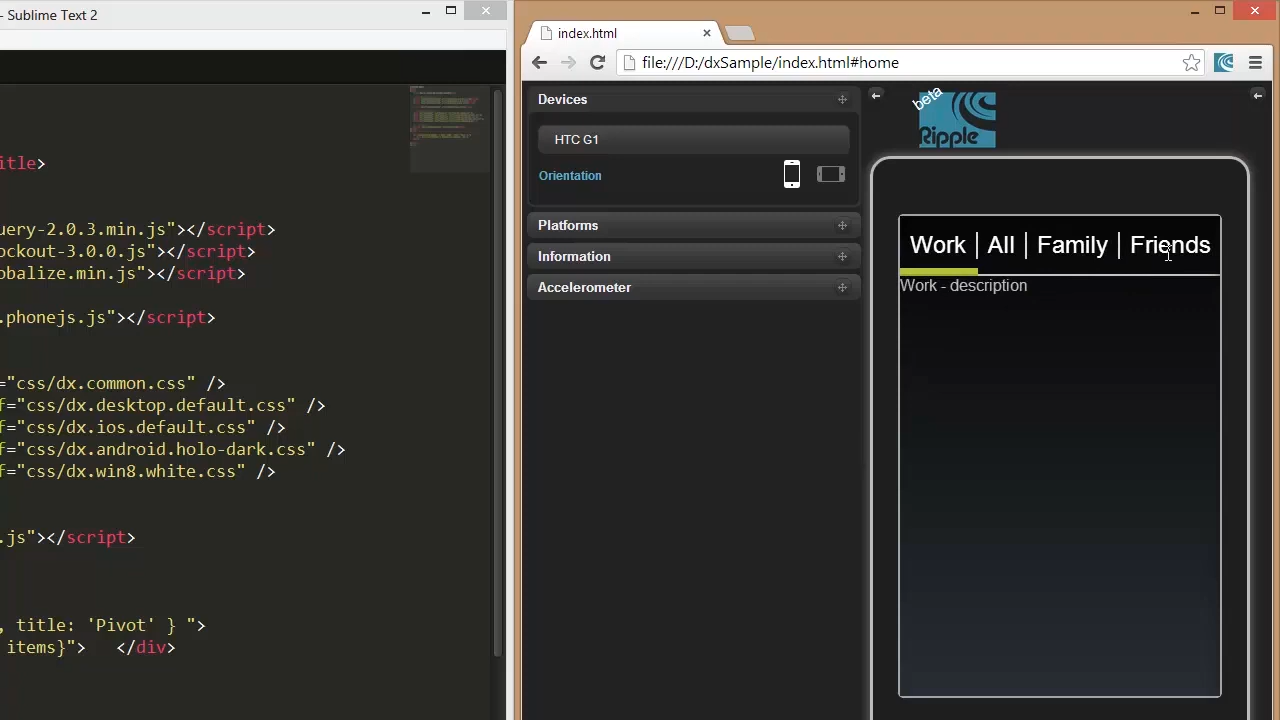 - Sublime Text 2
itle>
uery-2.0.3.min.js"></script>
ockout-3.0.0.js"></script>
obalize.min.js"></script>
.phonejs.js"></script>
="css/dx.common.css" />
f="css/dx.desktop.default.css" />
f="css/dx.ios.default.css" />
f="css/dx.android.holo-dark.css" />
f="css/dx.win8.white.css" />
.js"></script>
, title: 'Pivot' } ">
items}">   </div>
index.html
file:///D:/dxSample/index.html#home
Devices
HTC G1
Orientation
Platforms
Information
Accelerometer
beta
Ripple
Work | All | Family | Friends
Work - description